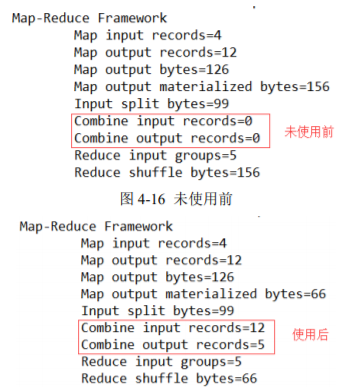 Map-Reduce Framework
Map input records=4
Map output records=12
Map output bytes=126
Map output materialized bytes=156
Input split bytes=99
Combine input records=0
Combine output records=0
未使用前
Reduce input groups=5
Reduce shuffle bytes=156
图 4-16 未使用前
Map-Reduce Framework
Map input records=4
Map output records=12
Map output bytes=126
Map output materialized bytes=66
Input split bytes=99
Combine input records=12
Combine output records=5
使用后
Reduce input groups=5
Reduce shuffle bytes=66